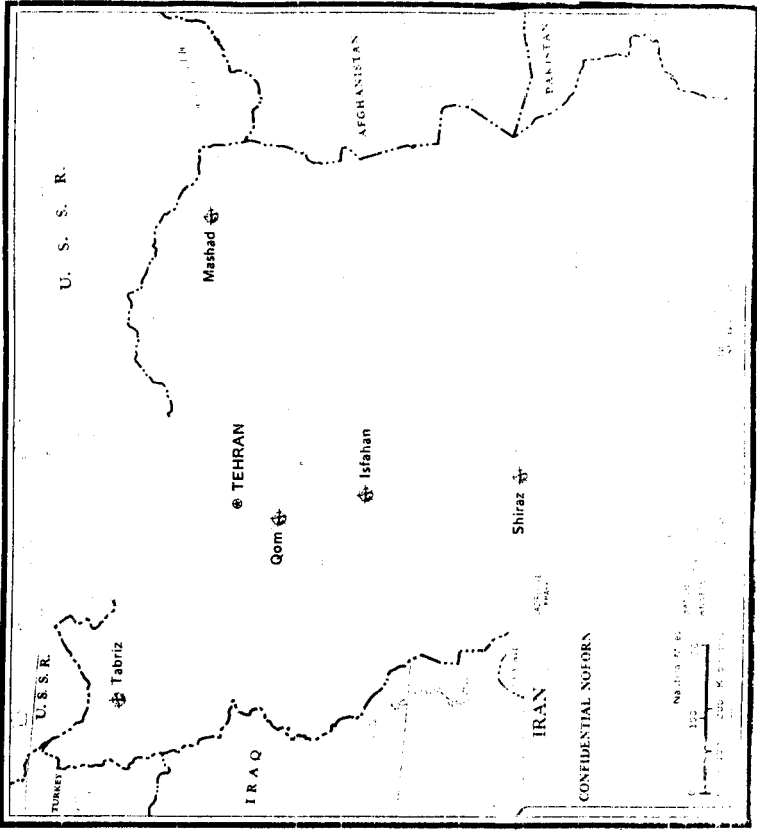 U. S. S. R.
U. S. S. R.
TURKEY
Tabriz
Mashad
AFGHANISTAN
PAKISTAN
TEHRAN
Qom
Isfahan
IRAQ
Shiraz
IRAN
CONFIDENTIAL NOFORN